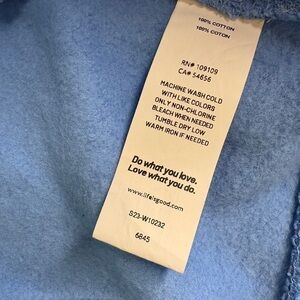 100% COTTON
100% COTON
RN# 109109
CA# 54656
MACHINE WASH COLD
WITH LIKE COLORS
ONLY NON-CHLORINE
BLEACH WHEN NEEDED
TUMBLE DRY LOW
WARM IRON IF NEEDED
Do what you love.
Love what you do.
www.lifeisgood.com
S23-W10232
6845